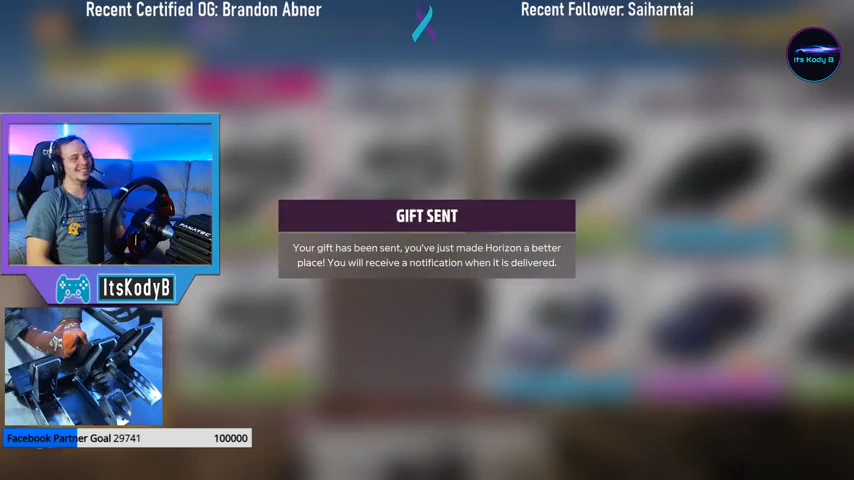 Recent Certified OG: Brandon Abner
Recent Follower: Saiharntai
Its Kody B
GIFT SENT
Your gift has been sent, you've just made Horizon a better
place! You will receive a notification when it is delivered.
FANATEC
ItsKodyB
Facebook Partner Goal 29741 100000